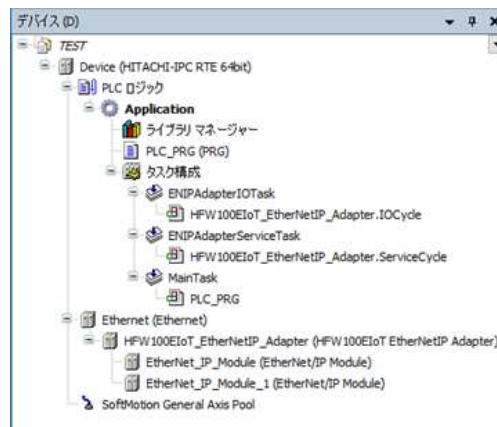 デバイス (D)
TEST
Device (HITACHI-IPC RTE 64bit)
PLC ロジック
Application
ライブラリ マネージャー
PLC_PRG (PRG)
タスク構成
ENIPAdapterIOTask
HFW100EIoT_EtherNetIP_Adapter.IOCycle
ENIPAdapterServiceTask
HFW100EIoT_EtherNetIP_Adapter.ServiceCycle
MainTask
PLC_PRG
Ethernet (Ethernet)
HFW100EIoT_EtherNetIP_Adapter (HFW100EIoT EtherNetIP Adapter)
EtherNet_IP_Module (EtherNet/IP Module)
EtherNet_IP_Module_1 (EtherNet/IP Module)
SoftMotion General Axis Pool